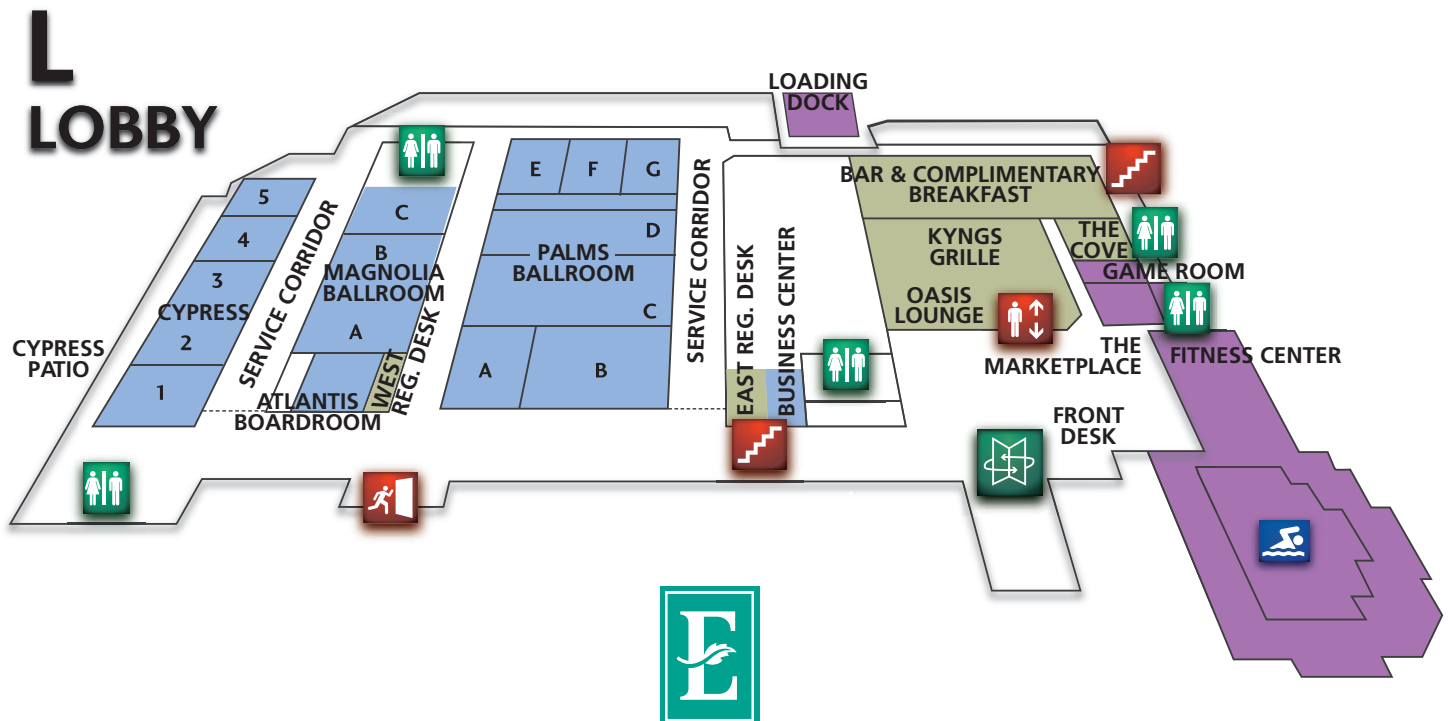 L
LOBBY
LOADING
DOCK
BAR & COMPLIMENTARY
BREAKFAST
E
F
G
5
4
3
CYPRESS
2
1
CYPRESS
PATIO
SERVICE CORRIDOR
C
B
MAGNOLIA
BALLROOM
A
WEST
REG. DESK
ATLANTIS
BOARDROOM
D
PALMS
BALLROOM
C
A
B
SERVICE CORRIDOR
EAST REG. DESK
BUSINESS CENTER
KYNGS
GRILLE
OASIS
LOUNGE
THE
COVE
GAME ROOM
THE
MARKETPLACE
FITNESS CENTER
FRONT
DESK
E